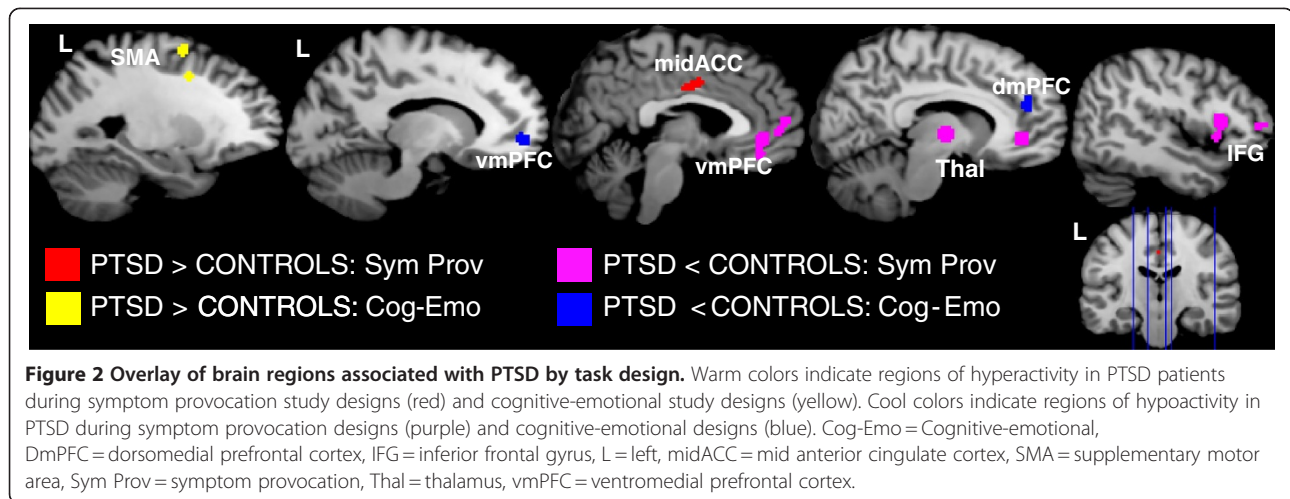 L
SMA
L
vmPFC
midACC
vmPFC
dmPFC
Thal
IFG
L
PTSD > CONTROLS: Sym Prov
PTSD < CONTROLS: Sym Prov
PTSD > CONTROLS: Cog-Emo
PTSD < CONTROLS: Cog-Emo
Figure 2 Overlay of brain regions associated with PTSD by task design. Warm colors indicate regions of hyperactivity in PTSD patients
during symptom provocation study designs (red) and cognitive-emotional study designs (yellow). Cool colors indicate regions of hypoactivity in
PTSD during symptom provocation designs (purple) and cognitive-emotional designs (blue). Cog-Emo = Cognitive-emotional,
DmPFC = dorsomedial prefrontal cortex, IFG = inferior frontal gyrus, L = left, midACC = mid anterior cingulate cortex, SMA = supplementary motor
area, Sym Prov = symptom provocation, Thal = thalamus, vmPFC = ventromedial prefrontal cortex.